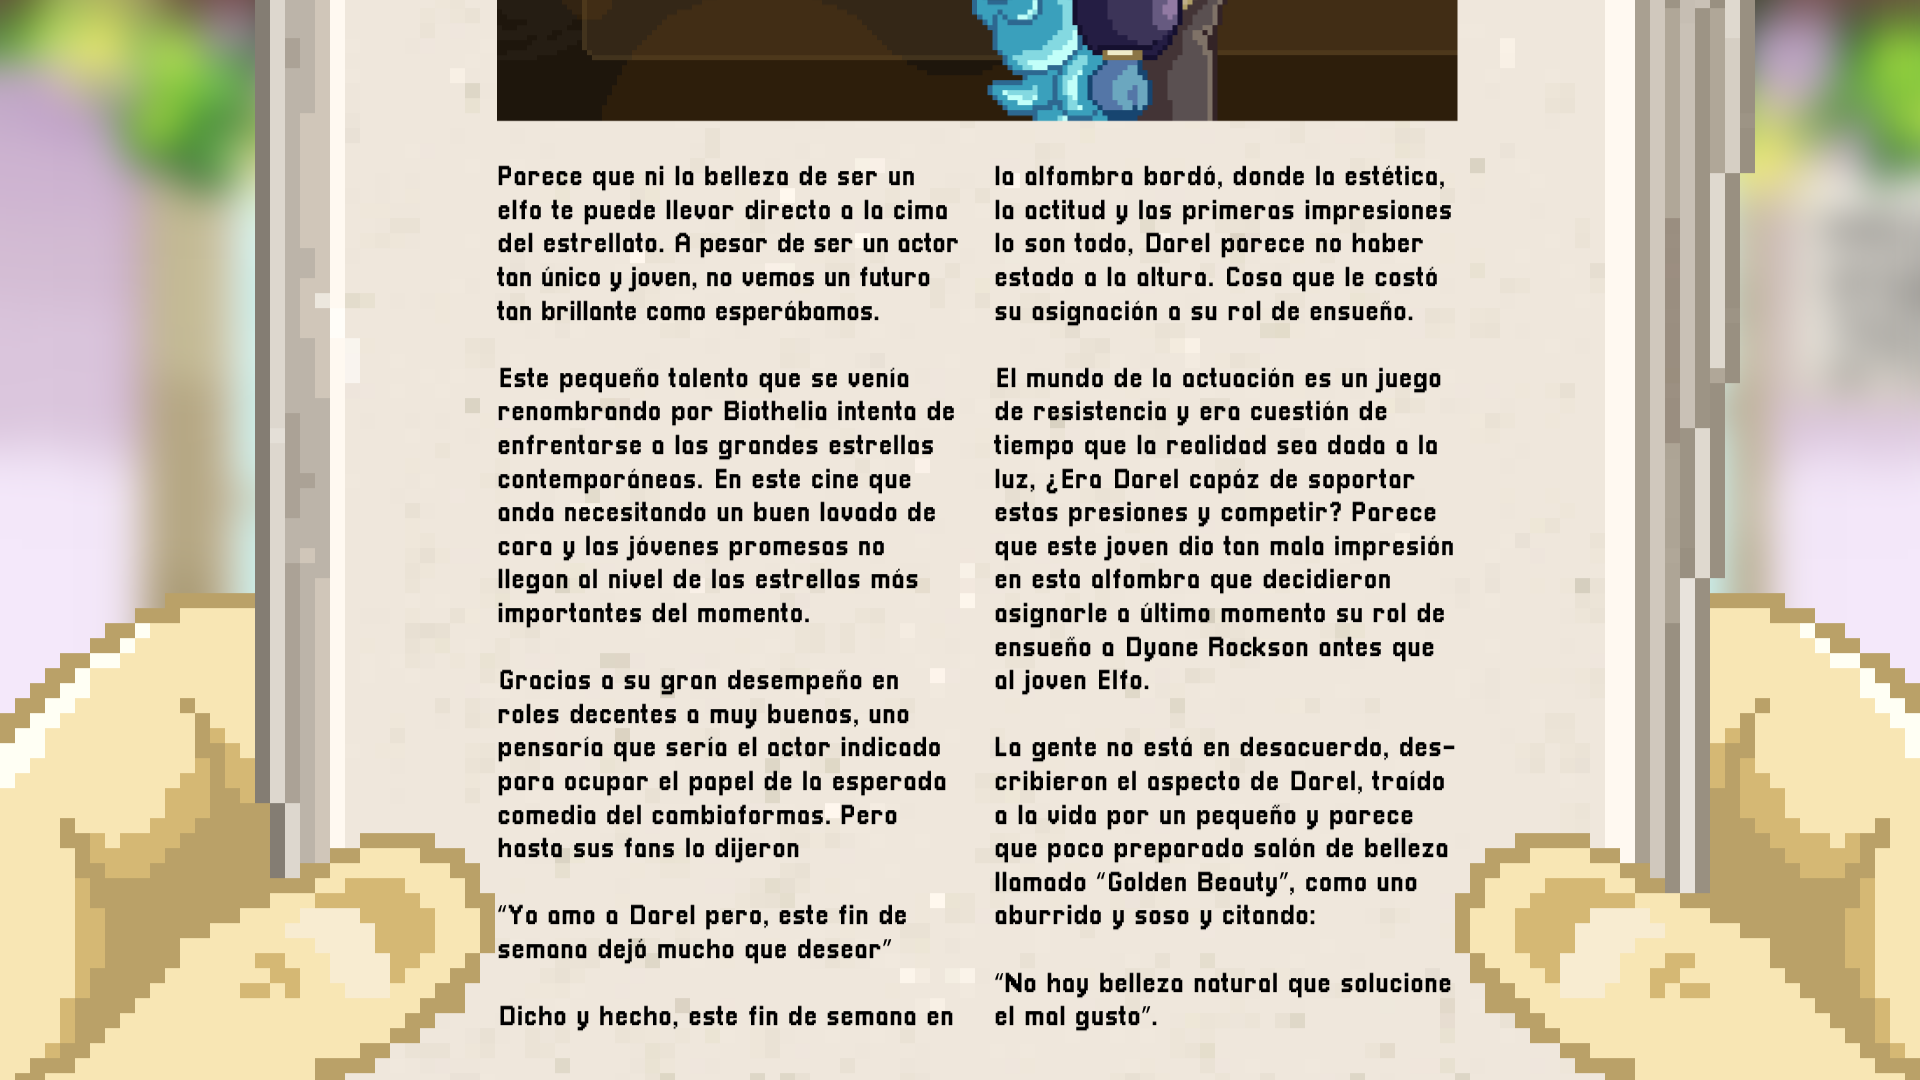 Parece que ni la belleza de ser un
elfo te puede llevar directo a la cima
del estrellato. A pesar de ser un actor
tan único y joven, no vemos un futuro
tan brillante como esperábamos.
Este pequeño talento que se venía
renombrando por Biothelia intenta de
enfrentarse a las grandes estrellas
contemporáneas. En este cine que
anda necesitando un buen lavado de
cara y las jóvenes promesas no
llegan al nivel de las estrellas más
importantes del momento.
Gracias a su gran desempeño en
roles decentes a muy buenos, uno
pensaría que sería el actor indicado
para ocupar el papel de la esperada
comedia del cambiaformas. Pero
hasta sus fans lo dijeron
“Yo amo a Darel pero, este fin de
semana dejó mucho que desear”
Dicho y hecho, este fin de semana en
la alfombra bordó, donde la estética,
la actitud y las primeras impresiones
lo son todo, Darel parece no haber
estado a la altura. Cosa que le costó
su asignación a su rol de ensueño.
El mundo de la actuación es un juego
de resistencia y era cuestión de
tiempo que la realidad sea dada a la
luz, ¿Era Darel capáz de soportar
estas presiones y competir? Parece
que este joven dio tan mala impresión
en esta alfombra que decidieron
asignarle a último momento su rol de
ensueño a Dyane Rockson antes que
al joven Elfo.
La gente no está en desacuerdo, des-
cribieron el aspecto de Darel, traído
a la vida por un pequeño y parece
que poco preparado salón de belleza
llamado “Golden Beauty”, como uno
aburrido y soso y citando:
“No hay belleza natural que solucione
el mal gusto”.